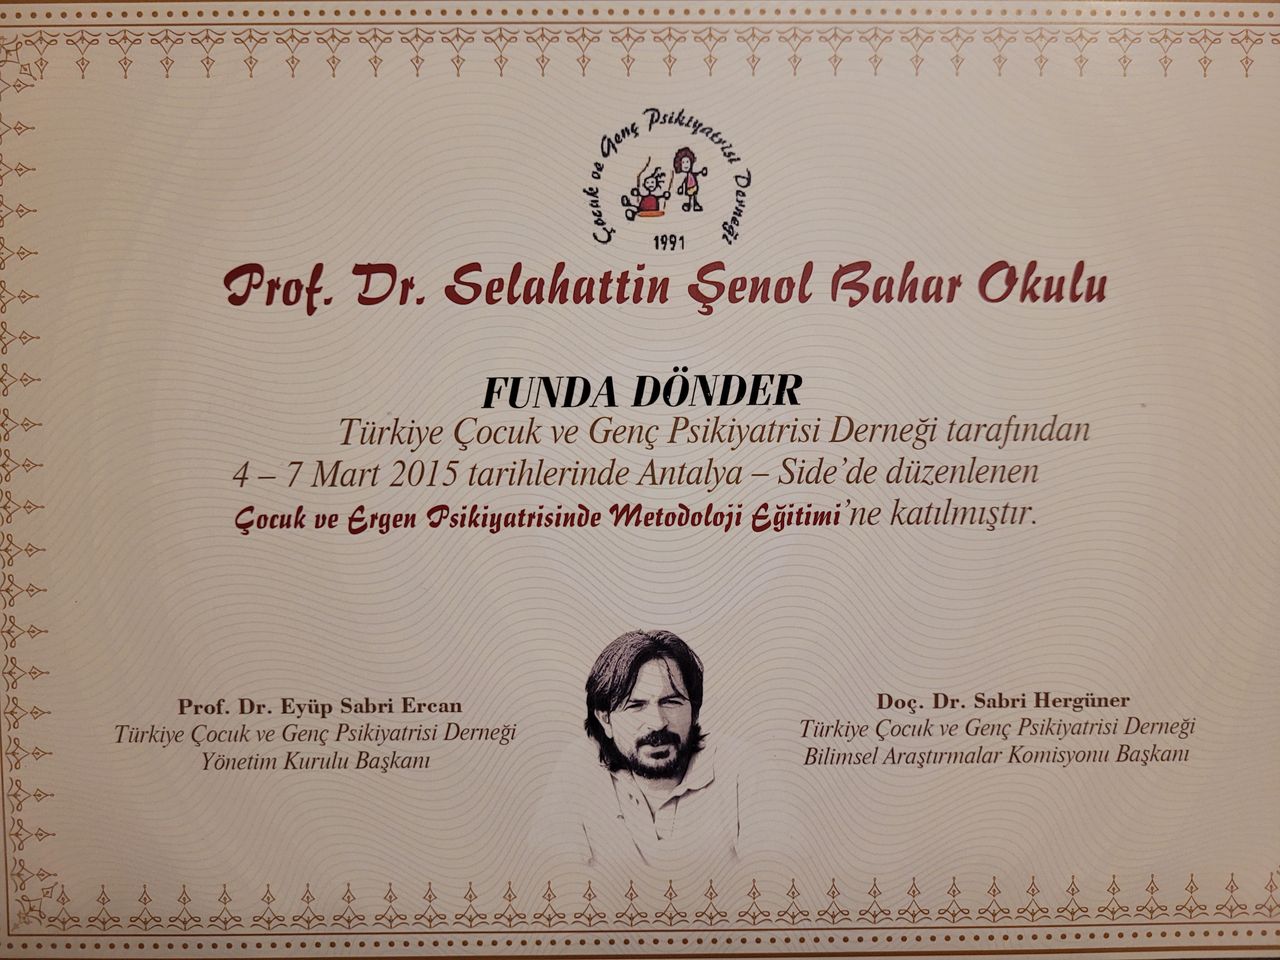 Çocuk ve Genç Psikiyatrisi Derneği
1991
Prof. Dr. Selahattin Şenol Bahar Okulu
FUNDA DÖNDER
Türkiye Çocuk ve Genç Psikiyatrisi Derneği tarafından
4 – 7 Mart 2015 tarihlerinde Antalya – Side’de düzenlenen
Çocuk ve Ergen Psikiyatrisinde Metodoloji Eğitimi’ne katılmıştır.
Prof. Dr. Eyüp Sabri Ercan
Türkiye Çocuk ve Genç Psikiyatrisi Derneği
Yönetim Kurulu Başkanı
Doç. Dr. Sabri Hergüner
Türkiye Çocuk ve Genç Psikiyatrisi Derneği
Bilimsel Araştırmalar Komisyonu Başkanı